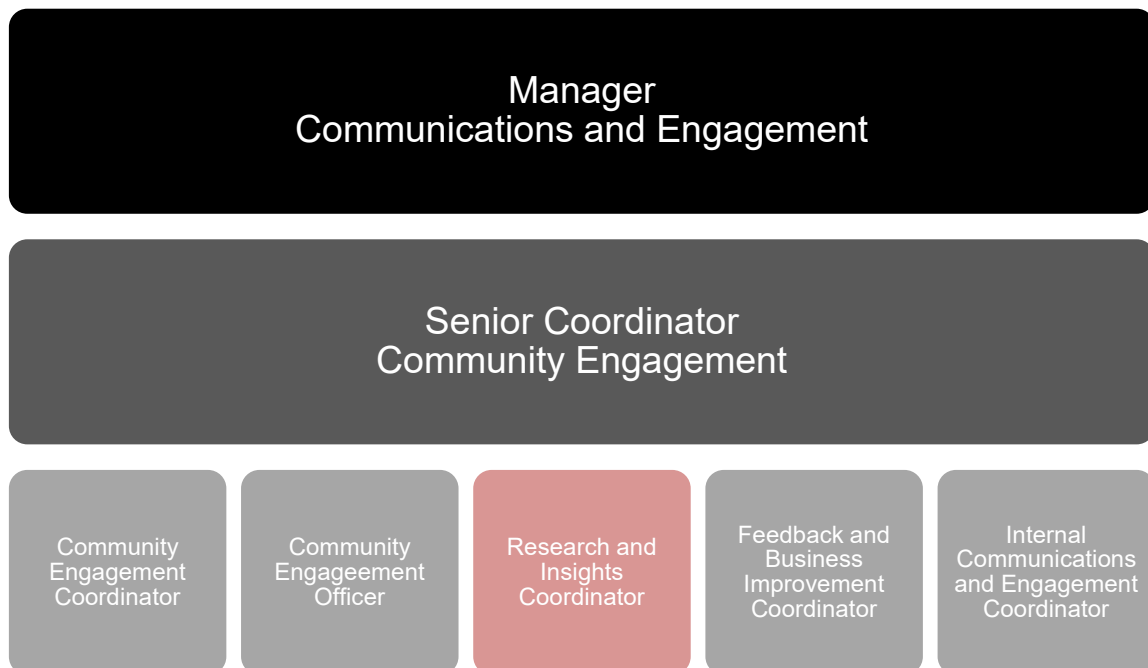 Manager
Communications and Engagement
Senior Coordinator
Community Engagement
Community
Engagement
Coordinator
Community
Engageement
Officer
Research and
Insights
Coordinator
Feedback and
Business
Improvement
Coordinator
Internal
Communications
and Engagement
Coordinator